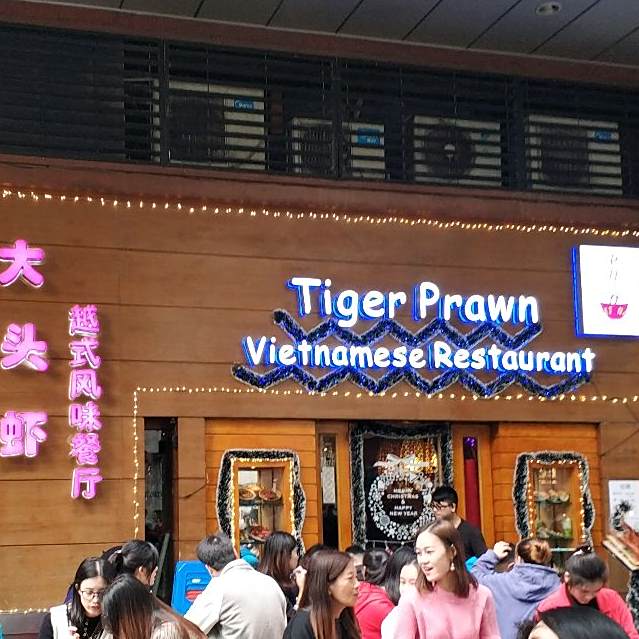 大头虾
越式风味餐厅
Tiger Prawn
Vietnamese Restaurant
MERRY
CHRISTMAS
&
HAPPY
NEW YEAR